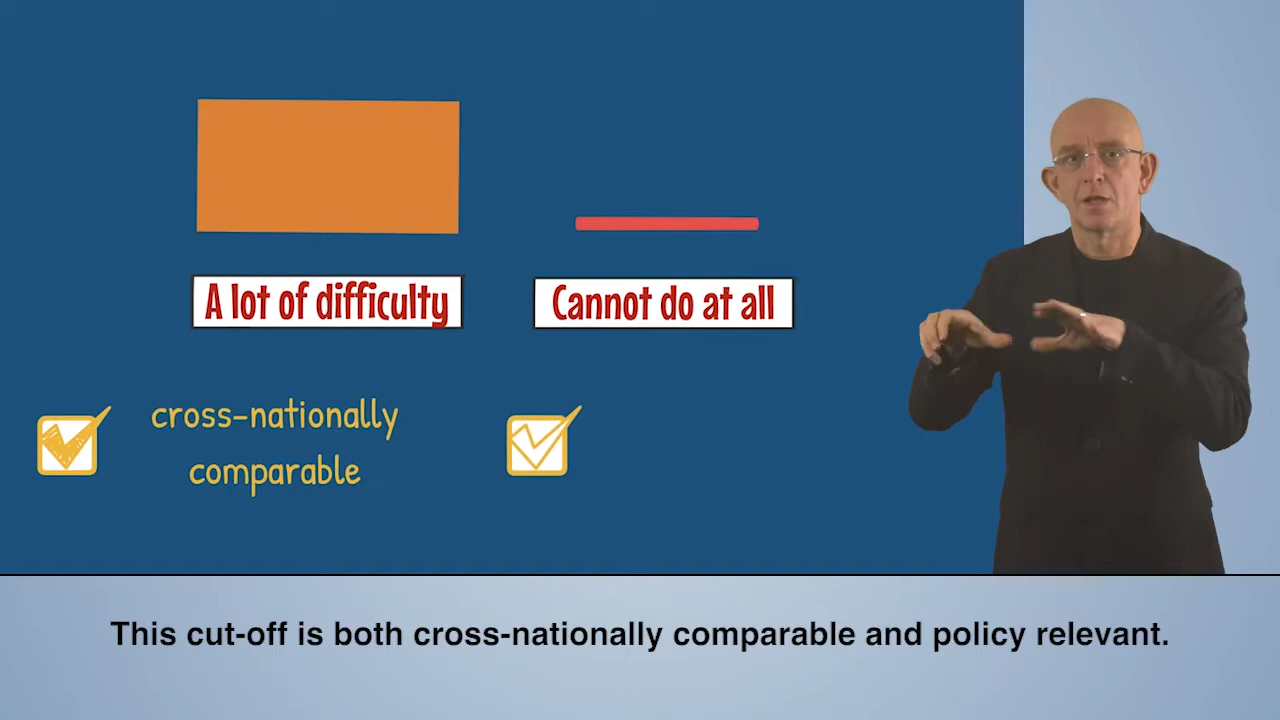 A lot of difficulty
Cannot do at all
cross-nationally
comparable
This cut-off is both cross-nationally comparable and policy relevant.